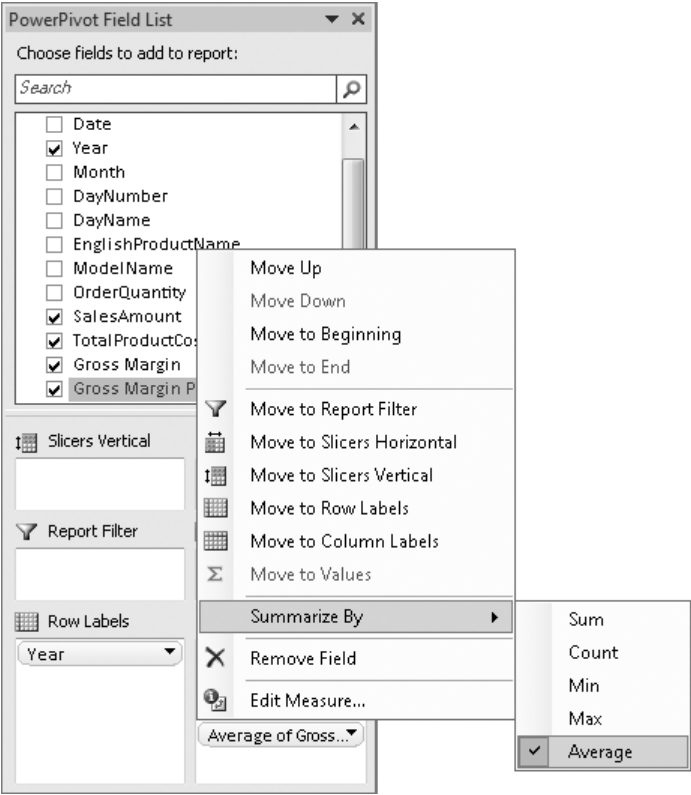 PowerPivot Field List
Choose fields to add to report:
Search
Date
Year
Month
DayNumber
DayName
EnglishProductName
ModelName
OrderQuantity
SalesAmount
TotalProductCos
Gross Margin
Gross Margin P
Slicers Vertical
Report Filter
Row Labels
Year
Move Up
Move Down
Move to Beginning
Move to End
Move to Report Filter
Move to Slicers Horizontal
Move to Slicers Vertical
Move to Row Labels
Move to Column Labels
Σ Move to Values
Summarize By
Remove Field
Edit Measure...
Average of Gross...
Sum
Count
Min
Max
Average